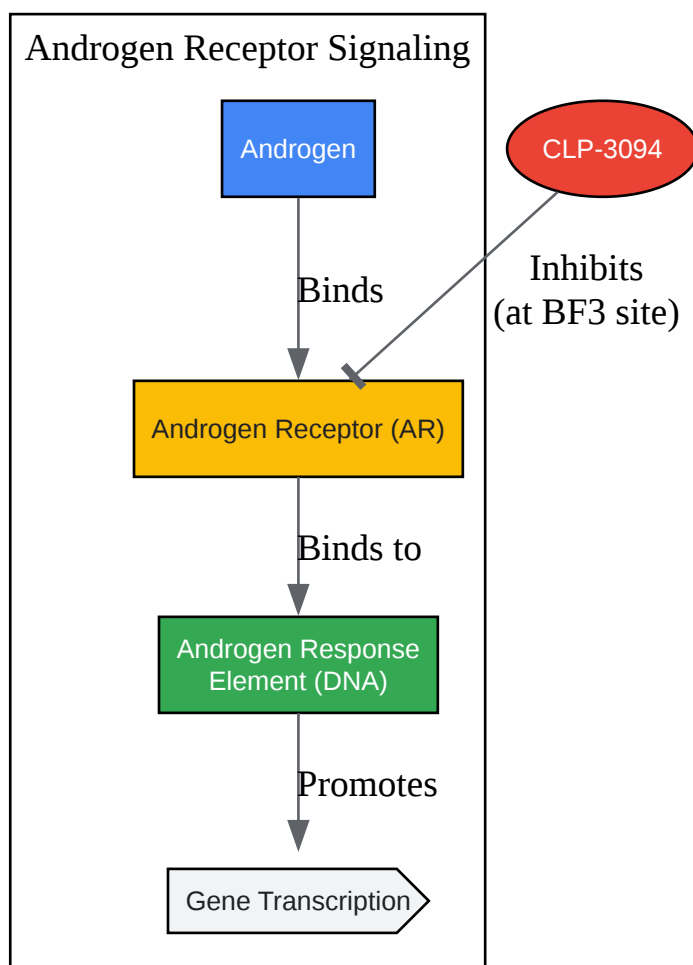 Androgen Receptor Signaling
Androgen
CLP-3094
Binds
Inhibits
(at BF3 site)
Androgen Receptor (AR)
Binds to
Androgen Response
Element (DNA)
Promotes
Gene Transcription